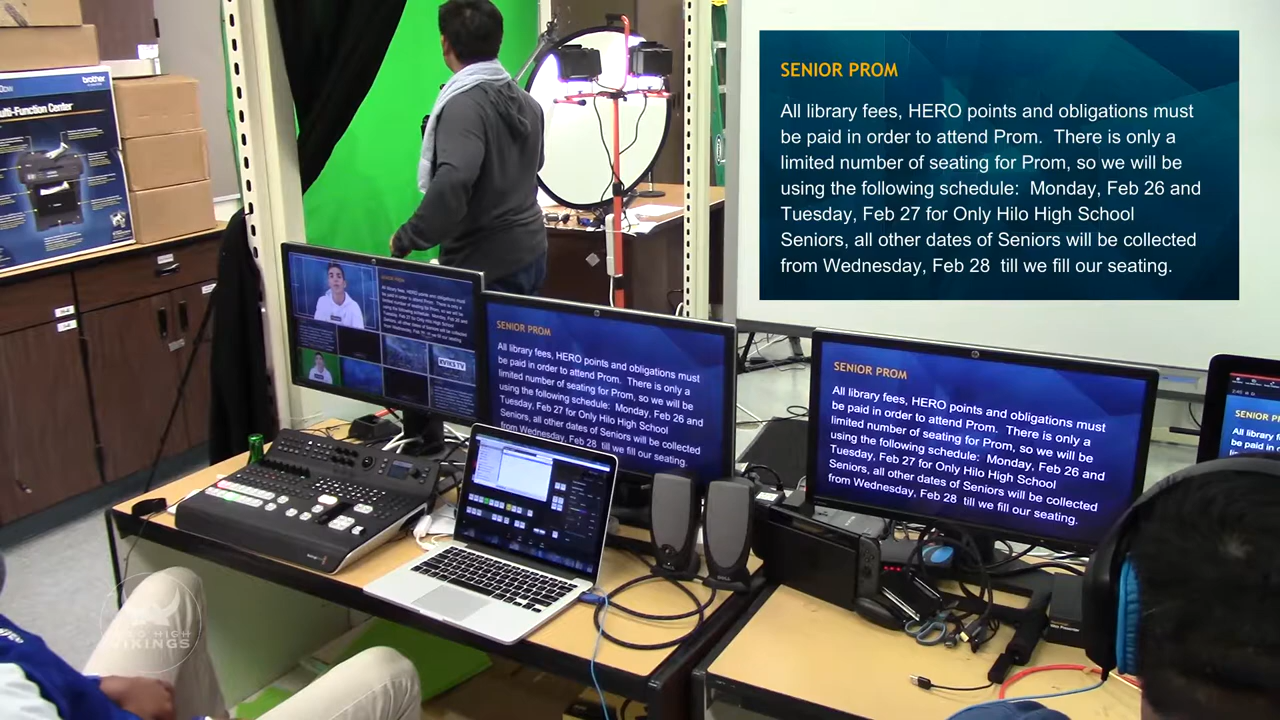 brother
Multi-Function Center
SENIOR PROM
All library fees, HERO points and obligations must
be paid in order to attend Prom. There is only a
limited number of seating for Prom, so we will be
using the following schedule: Monday, Feb 26 and
Tuesday, Feb 27 for Only Hilo High School
Seniors, all other dates of Seniors will be collected
from Wednesday, Feb 28 till we fill our seating.
SENIOR PROM
SENIOR PROM
All library fees, HERO points and obligations must
be paid in order to attend Prom. There is only a
limited number of seating for Prom, so we will be
using the following schedule: Monday, Feb 26 and
Tuesday, Feb 27 for Only Hilo High School
Seniors, all other dates of Seniors will be collected
from Wednesday, Feb 28 till we fill our seating.
SENIOR PROM
All library fees, HERO points and obligations must
be paid in order to attend Prom. There is only a
limited number of seating for Prom, so we will be
using the following schedule: Monday, Feb 26 and
Tuesday, Feb 27 for Only Hilo High School
Seniors, all other dates of Seniors will be collected
from Wednesday, Feb 28 till we fill our seating.
VIKS TV
DELL
HILO HIGH
VIKINGS